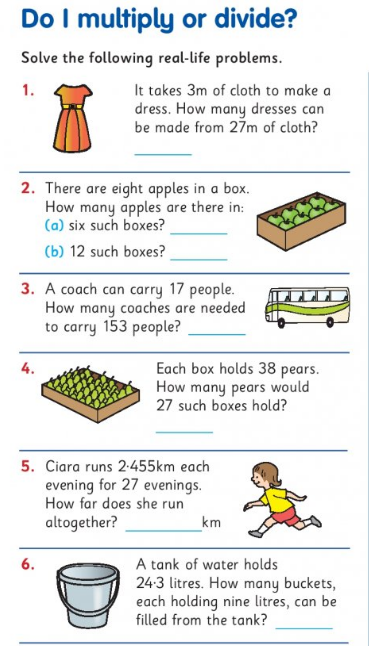 Do I multiply or divide?
Solve the following real-life problems.
1. It takes 3m of cloth to make a
dress. How many dresses can
be made from 27m of cloth?
2. There are eight apples in a box.
How many apples are there in:
(a) six such boxes?
(b) 12 such boxes?
3. A coach can carry 17 people.
How many coaches are needed
to carry 153 people?
4. Each box holds 38 pears.
How many pears would
27 such boxes hold?
5. Ciara runs 2·455km each
evening for 27 evenings.
How far does she run
altogether? km
6. A tank of water holds
24·3 litres. How many buckets,
each holding nine litres, can be
filled from the tank?